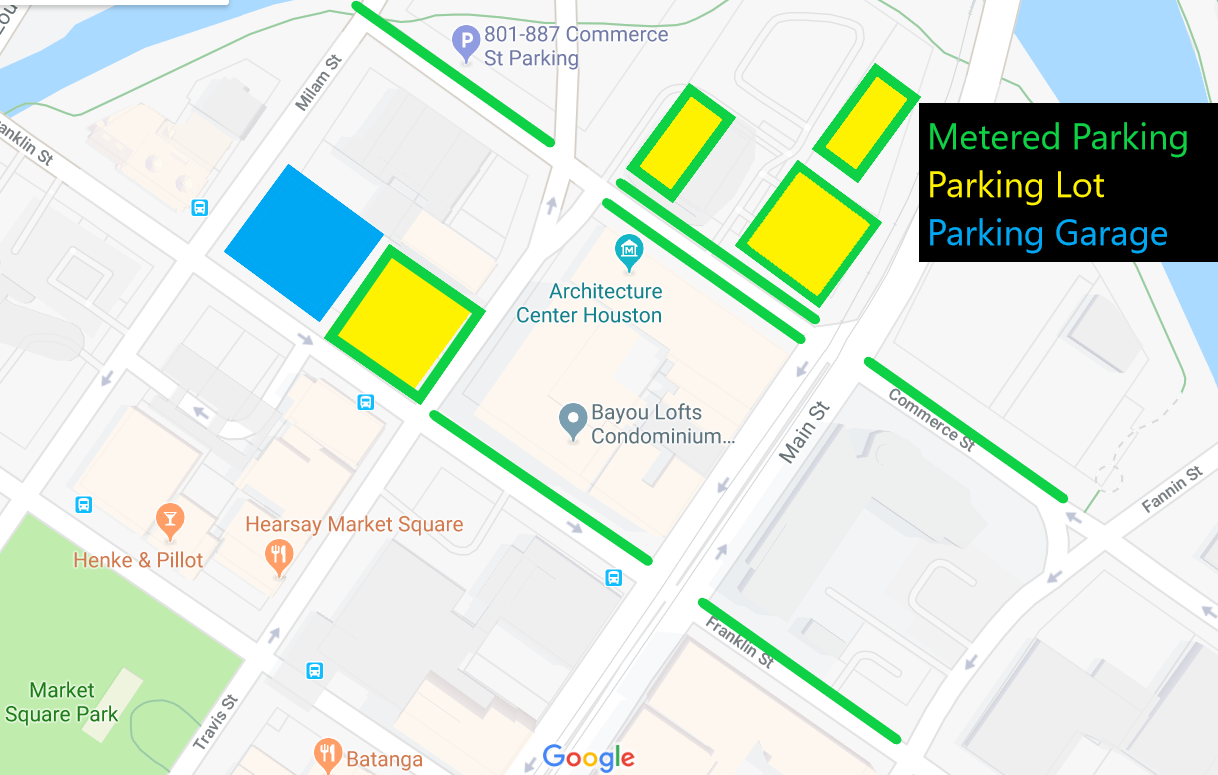 Lou
801-887 Commerce
St Parking
Milam St
ranklin St
Metered Parking
Parking Lot
Parking Garage
Architecture
Center Houston
Bayou Lofts
Condominium...
Main St
Commerce St
Fannin St
Hearsay Market Square
Henke & Pillot
Franklin St
Market
Square Park
Travis St
Batanga
Google